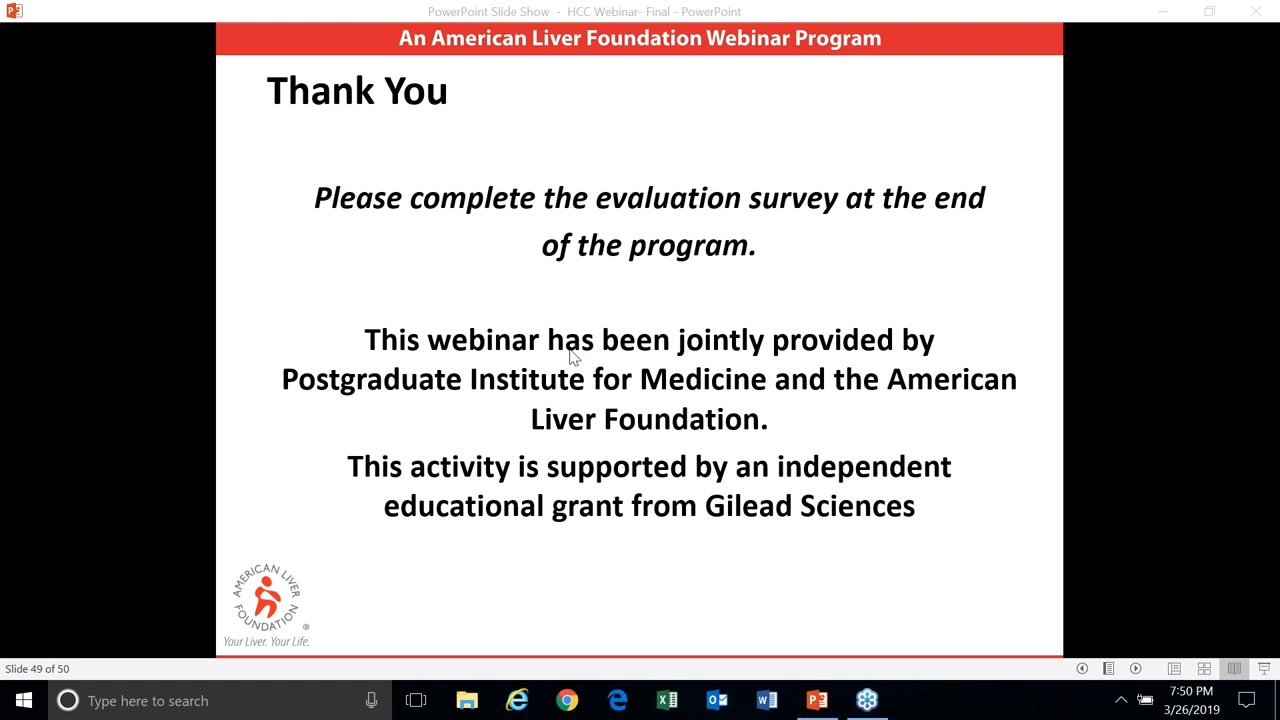 PowerPoint Slide Show - HCC Webinar- Final - PowerPoint
An American Liver Foundation Webinar Program
Thank You
Please complete the evaluation survey at the end
of the program.
This webinar has been jointly provided by
Postgraduate Institute for Medicine and the American
Liver Foundation.
This activity is supported by an independent
educational grant from Gilead Sciences
AMERICAN LIVER FOUNDATION ®
Your Liver. Your Life.
Slide 49 of 50
Type here to search
7:50 PM
3/26/2019